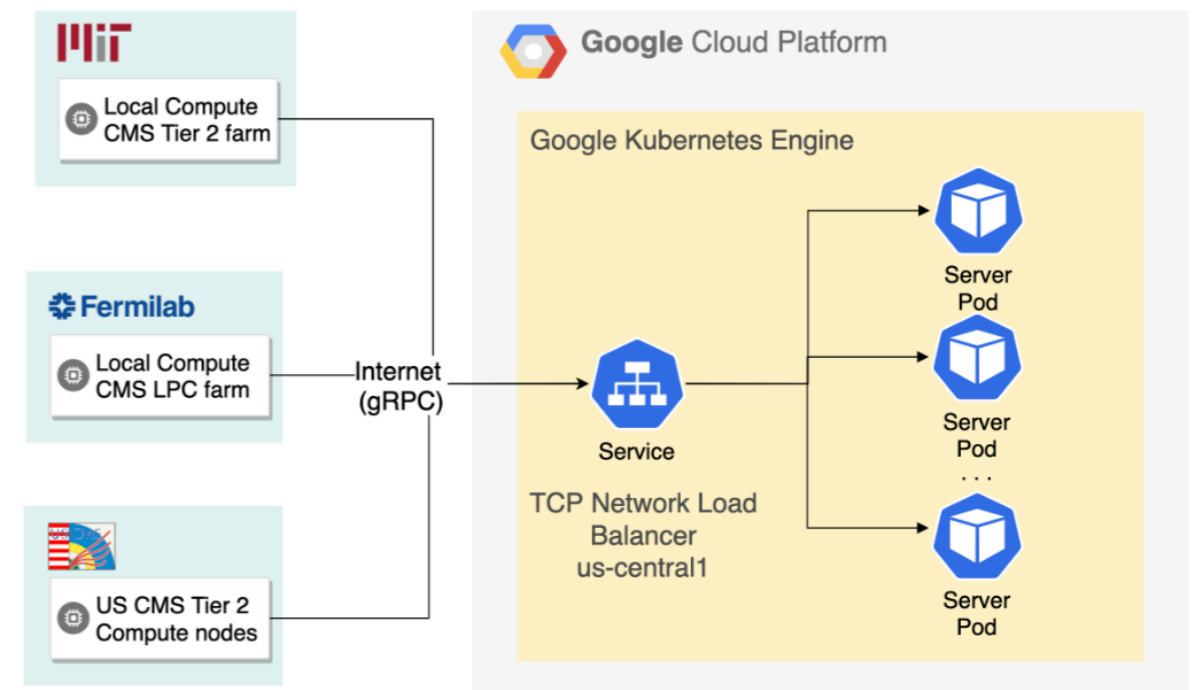 MiT
Local Compute
CMS Tier 2 farm
Fermilab
Local Compute
CMS LPC farm
US CMS
US CMS Tier 2
Compute nodes
Internet
(gRPC)
Google Cloud Platform
Google Kubernetes Engine
Service
TCP Network Load
Balancer
us-central1
Server
Pod
Server
Pod
. . .
Server
Pod